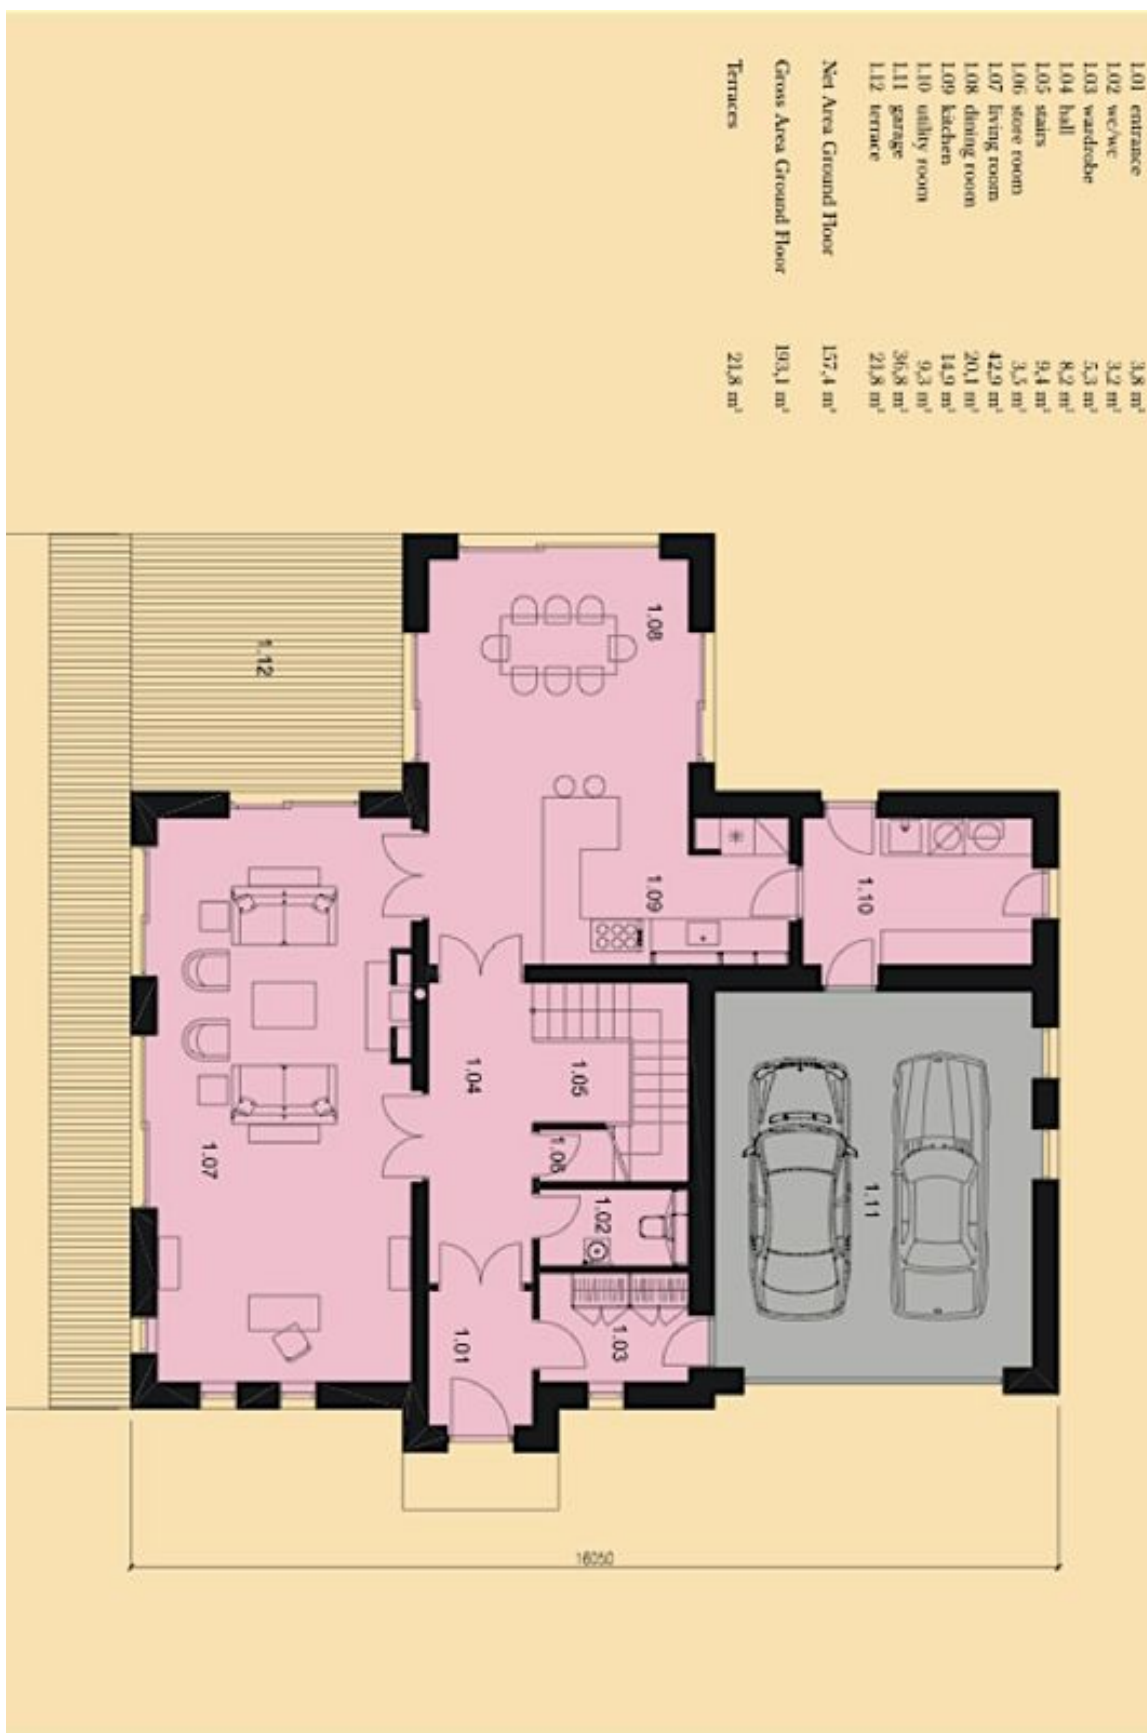 1.01 entrance 3,8 m²
1.02 wc/wc 3,2 m²
1.03 wardrobe 5,3 m²
1.04 hall 8,2 m²
1.05 stairs 9,4 m²
1.06 store room 3,5 m²
1.07 living room 42,9 m²
1.08 dining room 20,1 m²
1.09 kitchen 14,9 m²
1.10 utility room 9,3 m²
1.11 garage 36,8 m²
1.12 terrace 21,8 m²
Net Area Ground Floor 157,4 m²
Gross Area Ground Floor 193,1 m²
Terraces 21,8 m²
1.08
1.12
1.09
1.10
1.04
1.05
1.06
1.07
1.02
1.11
1.01
1.03
16050